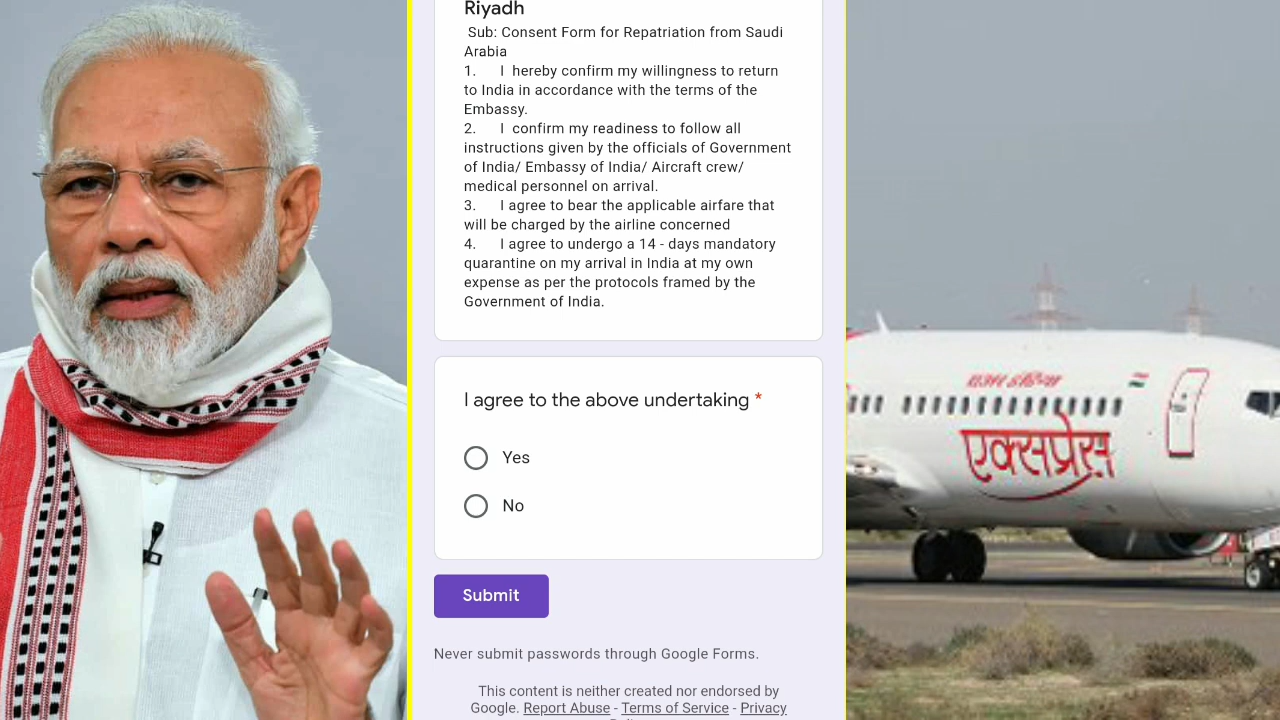 Riyadh
Sub: Consent Form for Repatriation from Saudi
Arabia
1. I hereby confirm my willingness to return
to India in accordance with the terms of the
Embassy.
2. I confirm my readiness to follow all
instructions given by the officials of Government
of India/ Embassy of India/ Aircraft crew/
medical personnel on arrival.
3. I agree to bear the applicable airfare that
will be charged by the airline concerned
4. I agree to undergo a 14 - days mandatory
quarantine on my arrival in India at my own
expense as per the protocols framed by the
Government of India.
I agree to the above undertaking *
Yes
No
Submit
Never submit passwords through Google Forms.
This content is neither created nor endorsed by
Google. Report Abuse - Terms of Service - Privacy
एअर इंडिया
एक्सप्रेस